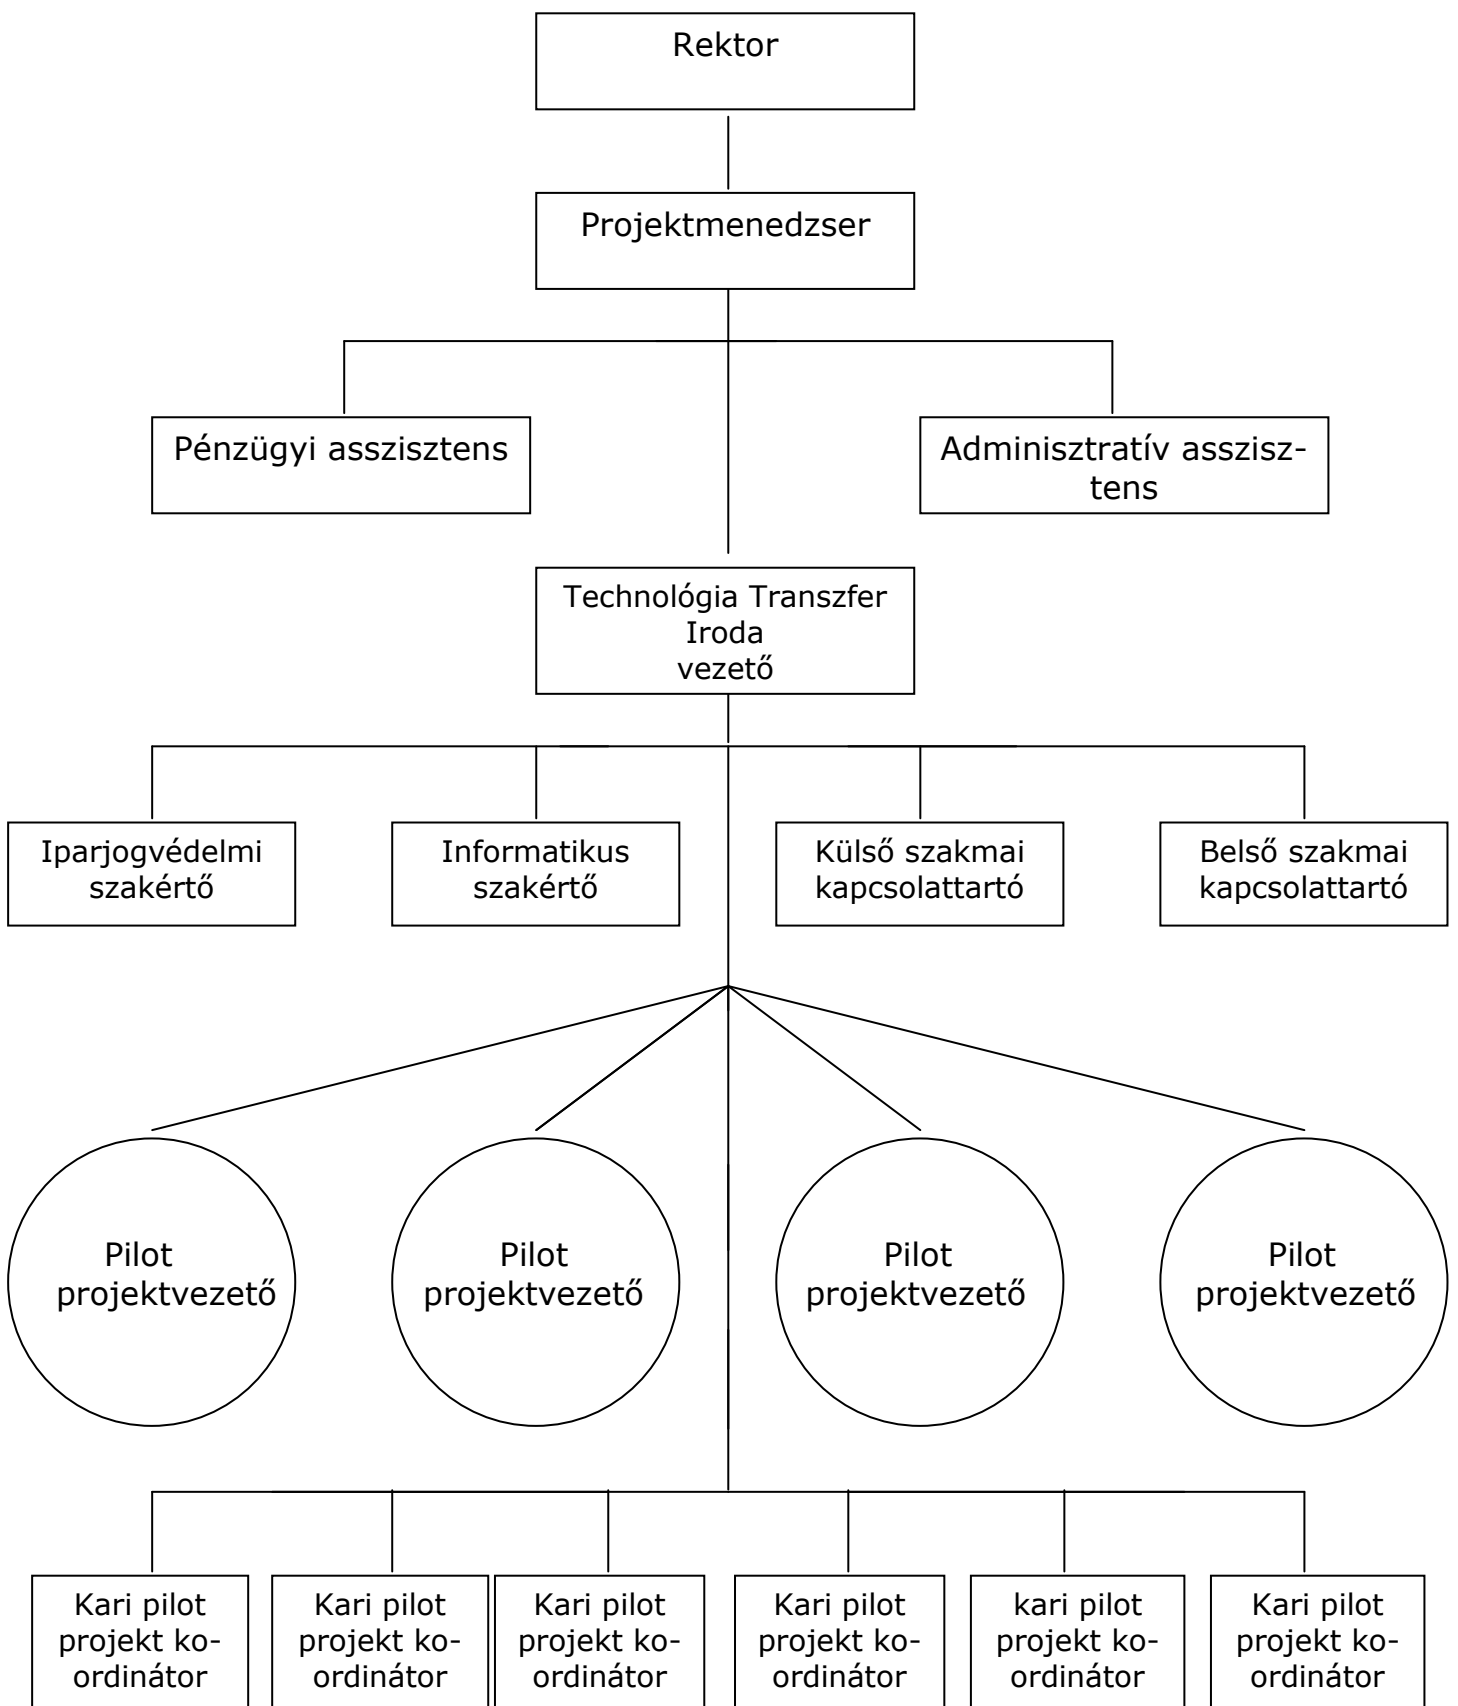 Rektor
Projektmenedzser
Pénzügyi asszisztens
Adminisztratív asszisz-
tens
Technológia Transzfer
Iroda
vezető
Iparjogvédelmi
szakértő
Informatikus
szakértő
Külső szakmai
kapcsolattartó
Belső szakmai
kapcsolattartó
Pilot
projektvezető
Pilot
projektvezető
Pilot
projektvezető
Pilot
projektvezető
Kari pilot
projekt ko-
ordinátor
Kari pilot
projekt ko-
ordinátor
Kari pilot
projekt ko-
ordinátor
Kari pilot
projekt ko-
ordinátor
kari pilot
projekt ko-
ordinátor
Kari pilot
projekt ko-
ordinátor